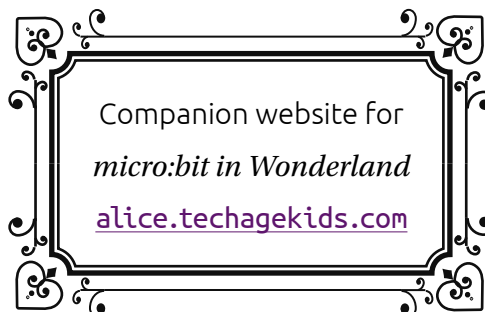 Companion website for
micro:bit in Wonderland
alice.techagekids.com